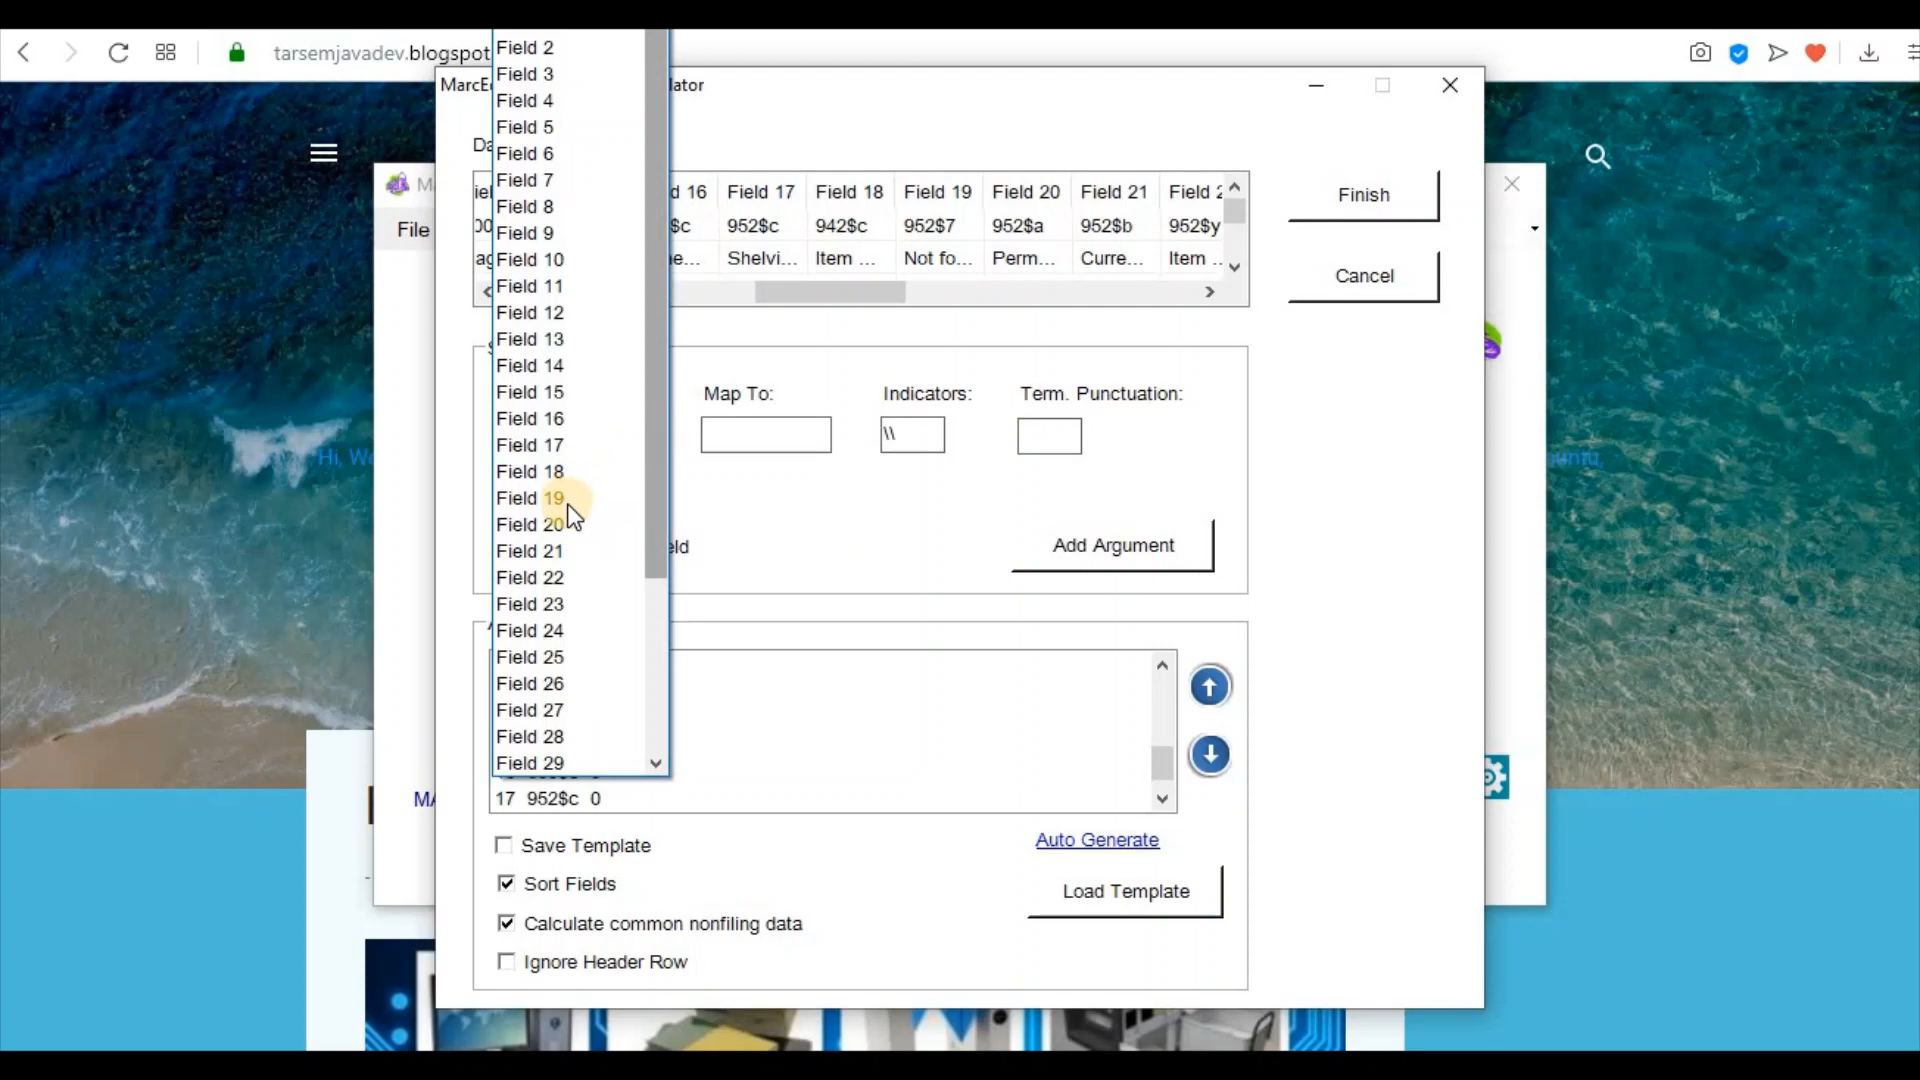 tarsemjavadev.blogspot
MarcE
lator
Da
d 16 Field 17 Field 18 Field 19 Field 20 Field 21 Field 2
$c 952$c 942$c 952$7 952$a 952$b 952$y
Shelvi... Item ... Not fo... Perm... Curre... Item ..
Finish
Cancel
File
Field 2
Field 3
Field 4
Field 5
Field 6
Field 7
Field 8
Field 9
Field 10
Field 11
Field 12
Field 13
Field 14
Field 15
Field 16
Field 17
Field 18
Field 19
Field 20
Field 21
Field 22
Field 23
Field 24
Field 25
Field 26
Field 27
Field 28
Field 29
Map To: Indicators: Term. Punctuation:
\\
Hi, We
eld
Add Argument
17 952$c 0
MA
Save Template
Auto Generate
Sort Fields
Load Template
Calculate common nonfiling data
Ignore Header Row